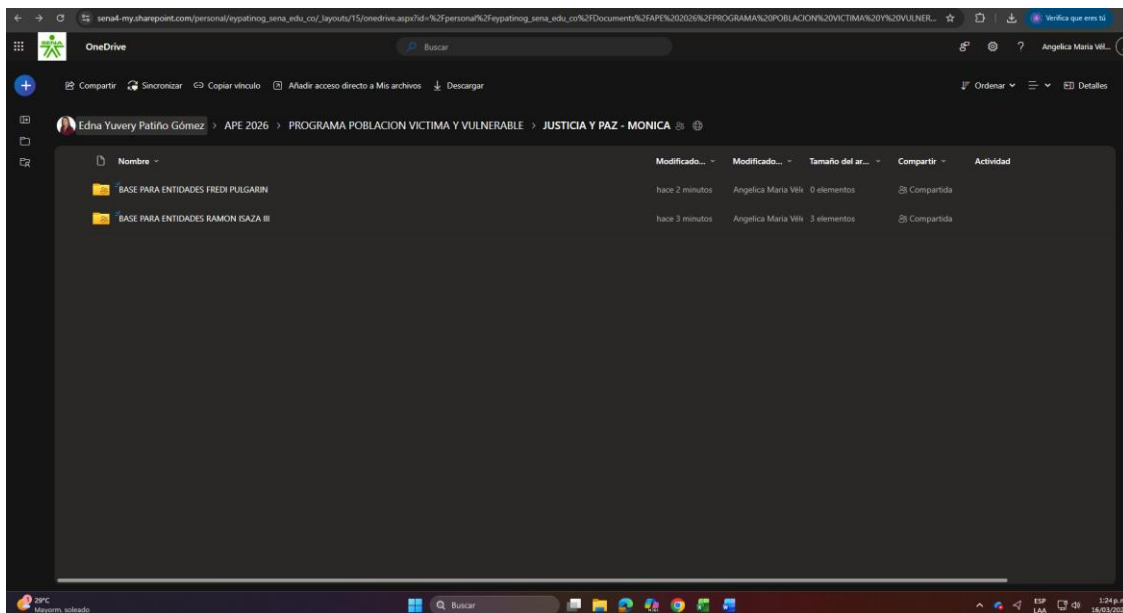 sena4-my.sharepoint.com/personal/eypatinog_sena_edu_co/_layouts/15/onedrive.aspx?id=%2Fpersonal%2Feypatinog_sena_edu_co%2FDocuments%2FAPE%202026%2FPROGRAMA%20POBLACION%20VICTIMA%20Y%20VULNER... Verifica que eres tú
SENA OneDrive Buscar ? Angelica Maria Vél...
Compartir Sincronizar Copiar vínculo Añadir acceso directo a Mis archivos Descargar Ordenar Detalles
Edna Yuvery Patiño Gómez > APE 2026 > PROGRAMA POBLACION VICTIMA Y VULNERABLE > JUSTICIA Y PAZ - MONICA
Nombre Modificado... Modificado... Tamaño del ar... Compartir Actividad
BASE PARA ENTIDADES FREDI PULGARIN hace 2 minutos Angelica Maria Véle 0 elementos Compartida
BASE PARA ENTIDADES RAMON ISAZA III hace 3 minutos Angelica Maria Véle 3 elementos Compartida
29°C Buscar ESP 1:24 p.m
Mayorm. soleado LAA 16/03/202